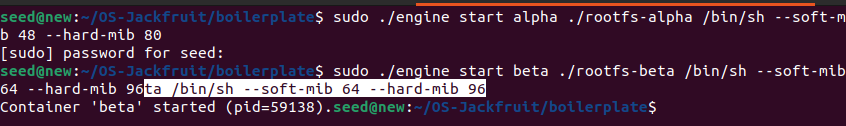 seed@new:~/OS-Jackfruit/boilerplate$ sudo ./engine start alpha ./rootfs-alpha /bin/sh --soft-m
b 48 --hard-mib 80
[sudo] password for seed:
seed@new:~/OS-Jackfruit/boilerplate$ sudo ./engine start beta ./rootfs-beta /bin/sh --soft-mib
64 --hard-mib 96ta /bin/sh --soft-mib 64 --hard-mib 96
Container 'beta' started (pid=59138).seed@new:~/OS-Jackfruit/boilerplate$